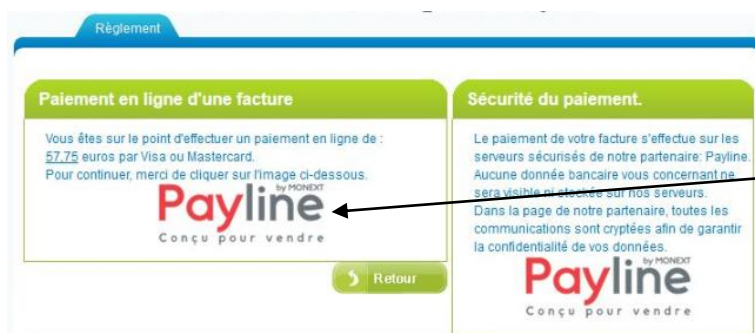 Règlement
Paiement en ligne d'une facture
Vous êtes sur le point d'effectuer un paiement en ligne de :
57.75 euros par Visa ou Mastercard.
Pour continuer, merci de cliquer sur l'image ci-dessous.
by MONEXT
Payline
Conçu pour vendre
Retour
Sécurité du paiement.
Le paiement de votre facture s'effectue sur les
serveurs sécurisés de notre partenaire: Payline.
Aucune donnée bancaire vous concernant ne
sera visible ni stockée sur nos serveurs.
Dans la page de notre partenaire, toutes les
communications sont cryptées afin de garantir
la confidentialité de vos données.
by MONEXT
Payline
Conçu pour vendre